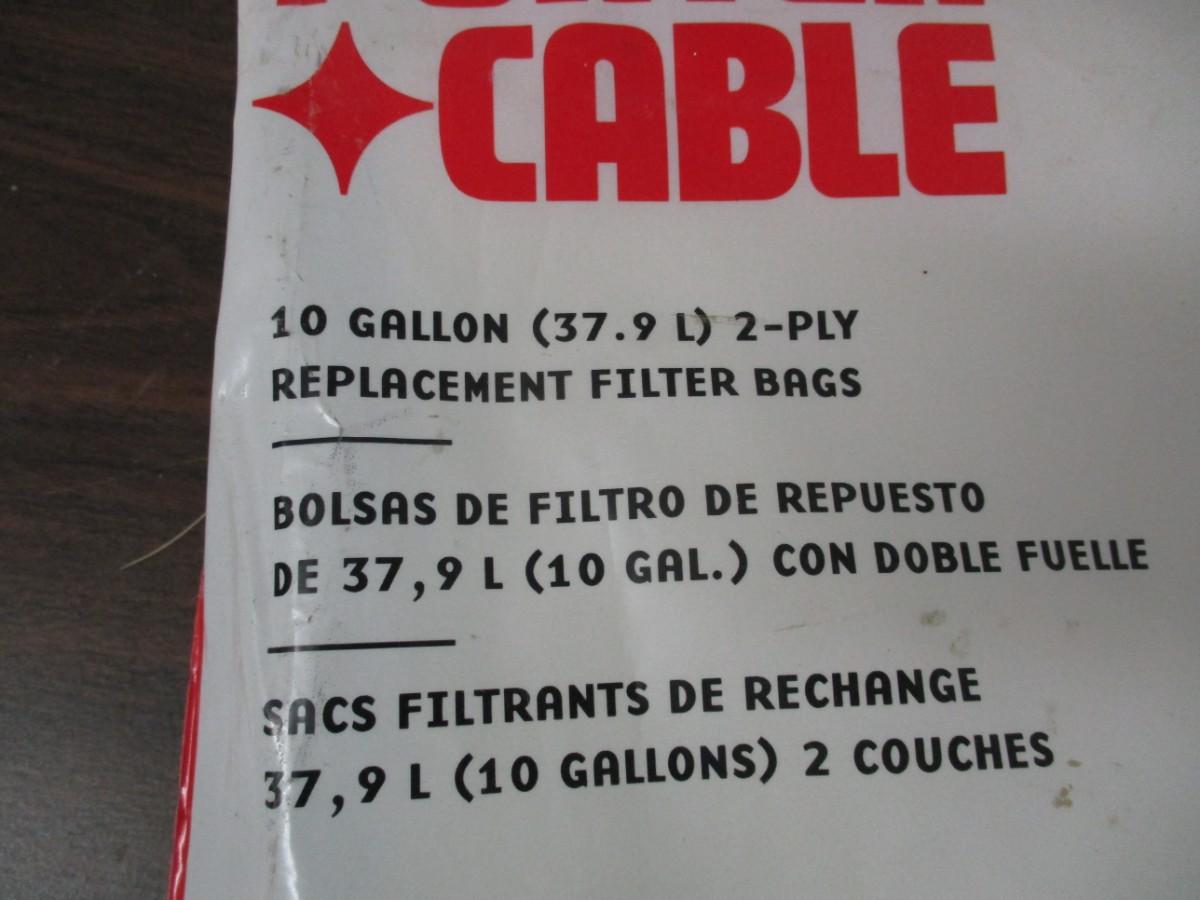 PORTER
CABLE
10 GALLON (37.9 L) 2-PLY
REPLACEMENT FILTER BAGS
BOLSAS DE FILTRO DE REPUESTO
DE 37,9 L (10 GAL.) CON DOBLE FUELLE
SACS FILTRANTS DE RECHANGE
37,9 L (10 GALLONS) 2 COUCHES